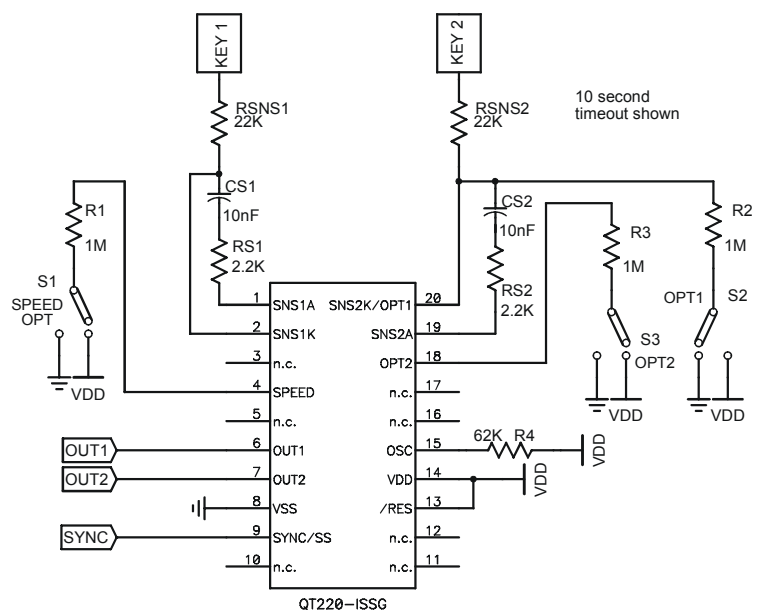 KEY 1
KEY 2
RSNS1
22K
RSNS2
22K
10 second
timeout shown
CS1
10nF
CS2
10nF
R1
1M
RS1
2.2K
RS2
2.2K
R3
1M
R2
1M
S1
SPEED
OPT
VDD
S3
OPT2
VDD
OPT1
S2
VDD
1 SNS1A
2 SNS1K
3 n.c.
4 SPEED
5 n.c.
6 OUT1
7 OUT2
8 VSS
9 SYNC/SS
10 n.c.
SNS2K/OPT1 20
SNS2A 19
OPT2 18
n.c. 17
n.c. 16
OSC 15
VDD 14
/RES 13
n.c. 12
n.c. 11
OUT1
OUT2
SYNC
62K R4
VDD
VDD
QT220-ISSG